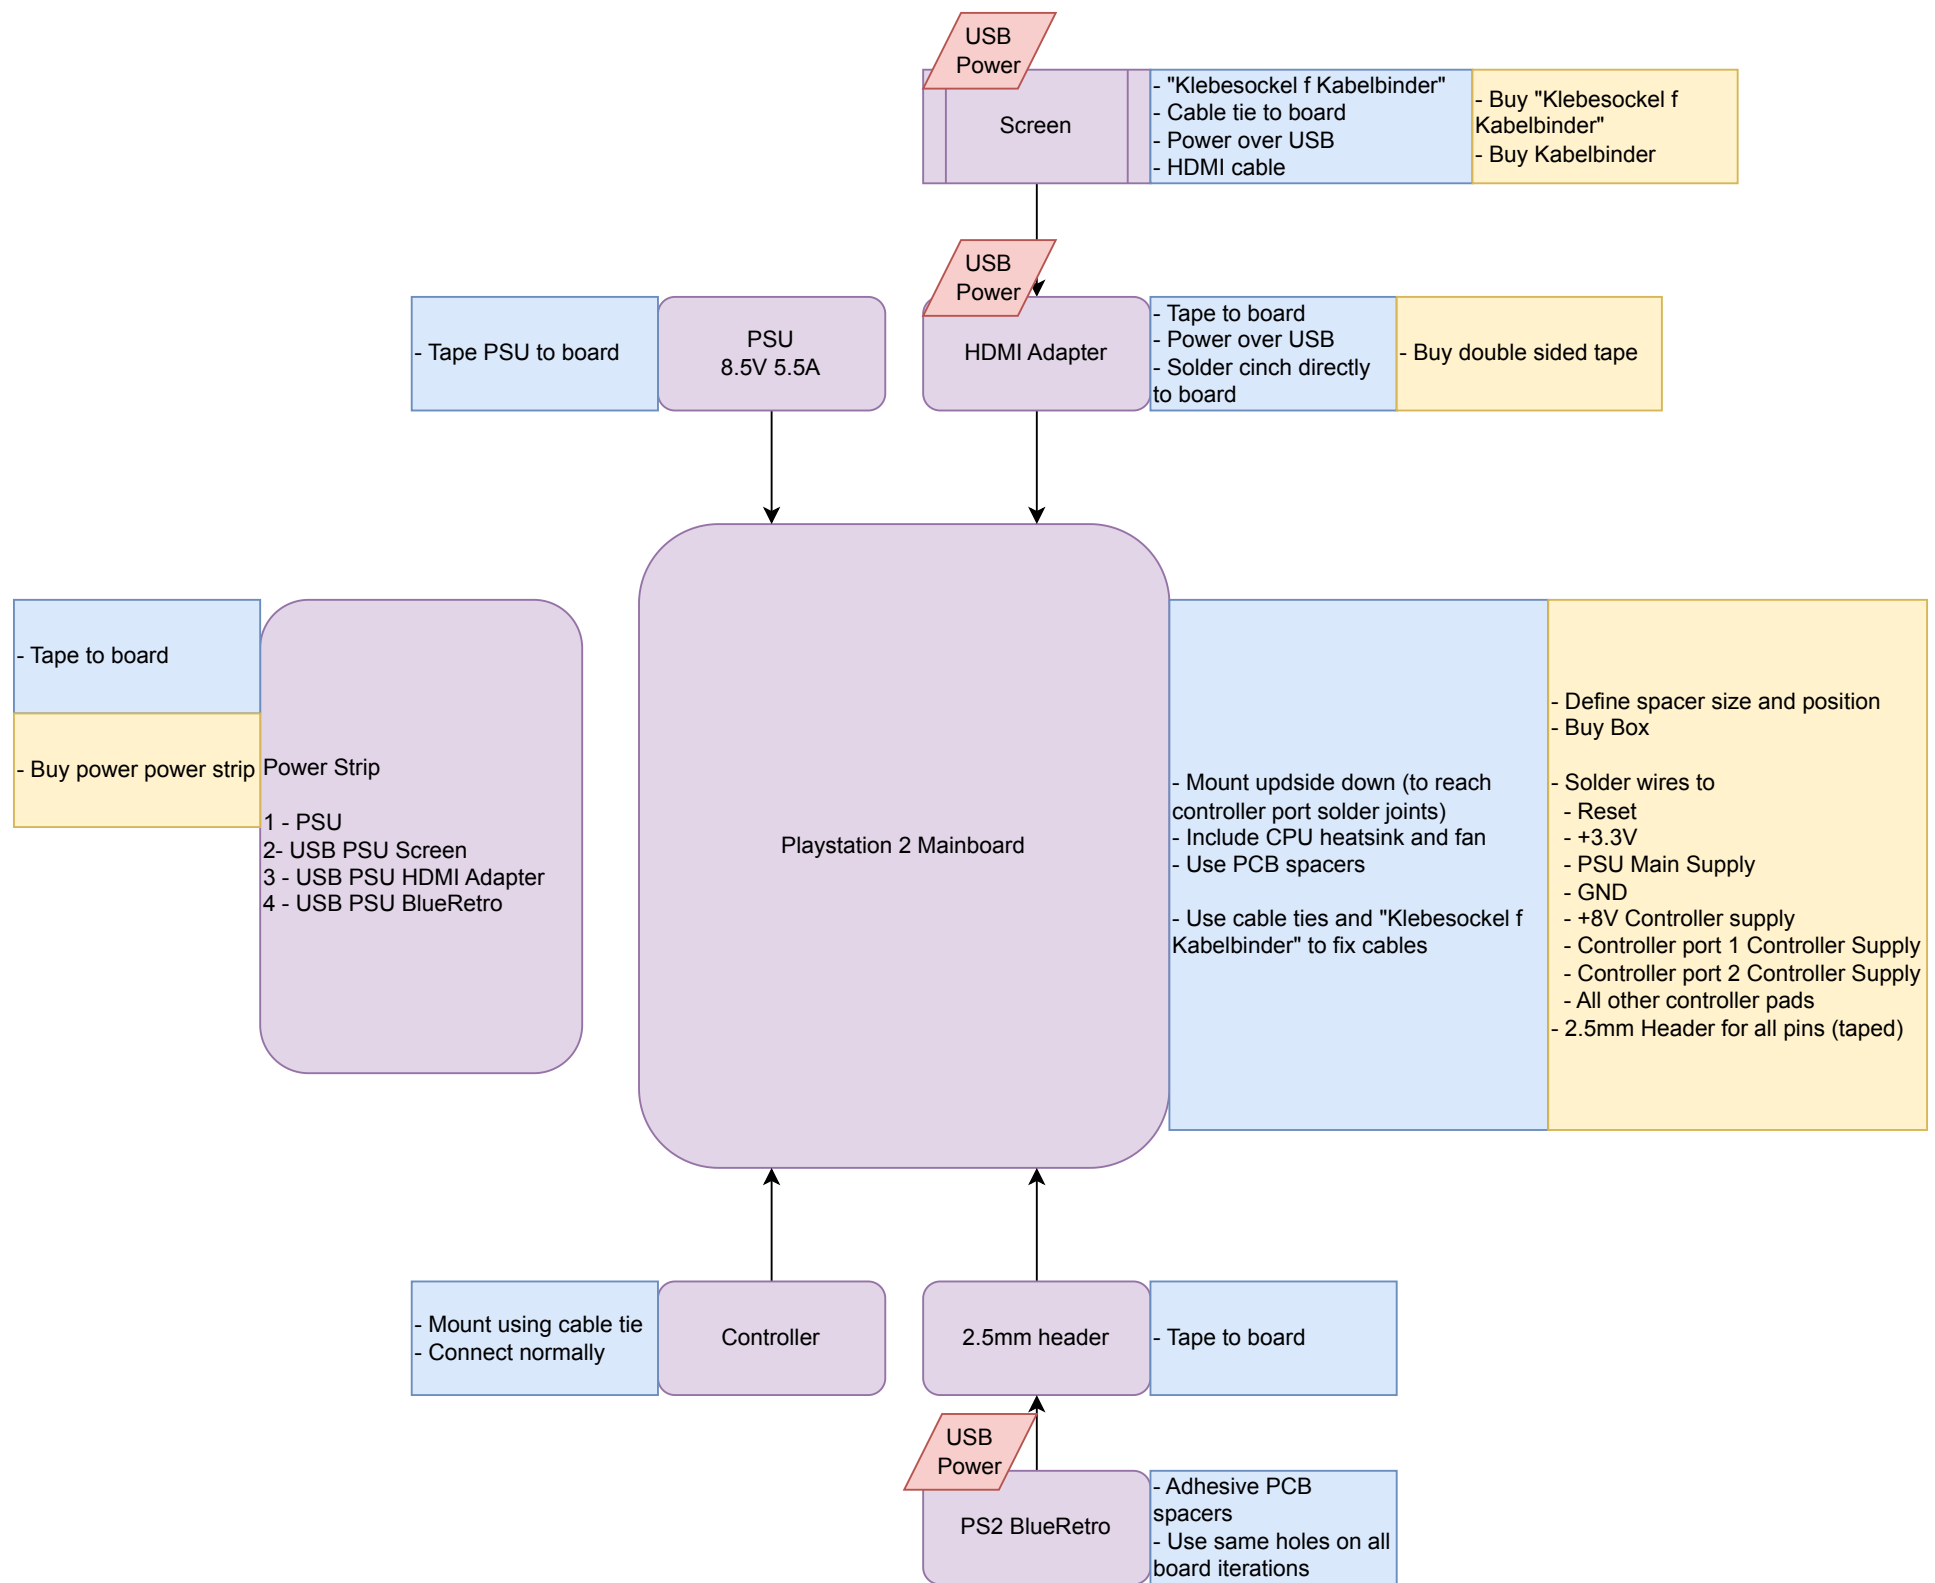 USB
Power
Screen
- "Klebesockel f Kabelbinder"
- Cable tie to board
- Power over USB
- HDMI cable
- Buy "Klebesockel f
Kabelbinder"
- Buy Kabelbinder
- Tape PSU to board
PSU
8.5V 5.5A
USB
Power
HDMI Adapter
- Tape to board
- Power over USB
- Solder cinch directly
to board
- Buy double sided tape
- Tape to board
- Buy power power strip
Power Strip
1 - PSU
2- USB PSU Screen
3 - USB PSU HDMI Adapter
4 - USB PSU BlueRetro
Playstation 2 Mainboard
- Mount updside down (to reach
controller port solder joints)
- Include CPU heatsink and fan
- Use PCB spacers
- Use cable ties and "Klebesockel f
Kabelbinder" to fix cables
- Define spacer size and position
- Buy Box
- Solder wires to
- Reset
- +3.3V
- PSU Main Supply
- GND
- +8V Controller supply
- Controller port 1 Controller Supply
- Controller port 2 Controller Supply
- All other controller pads
- 2.5mm Header for all pins (taped)
- Mount using cable tie
- Connect normally
Controller
2.5mm header
- Tape to board
USB
Power
PS2 BlueRetro
- Adhesive PCB
spacers
- Use same holes on all
board iterations